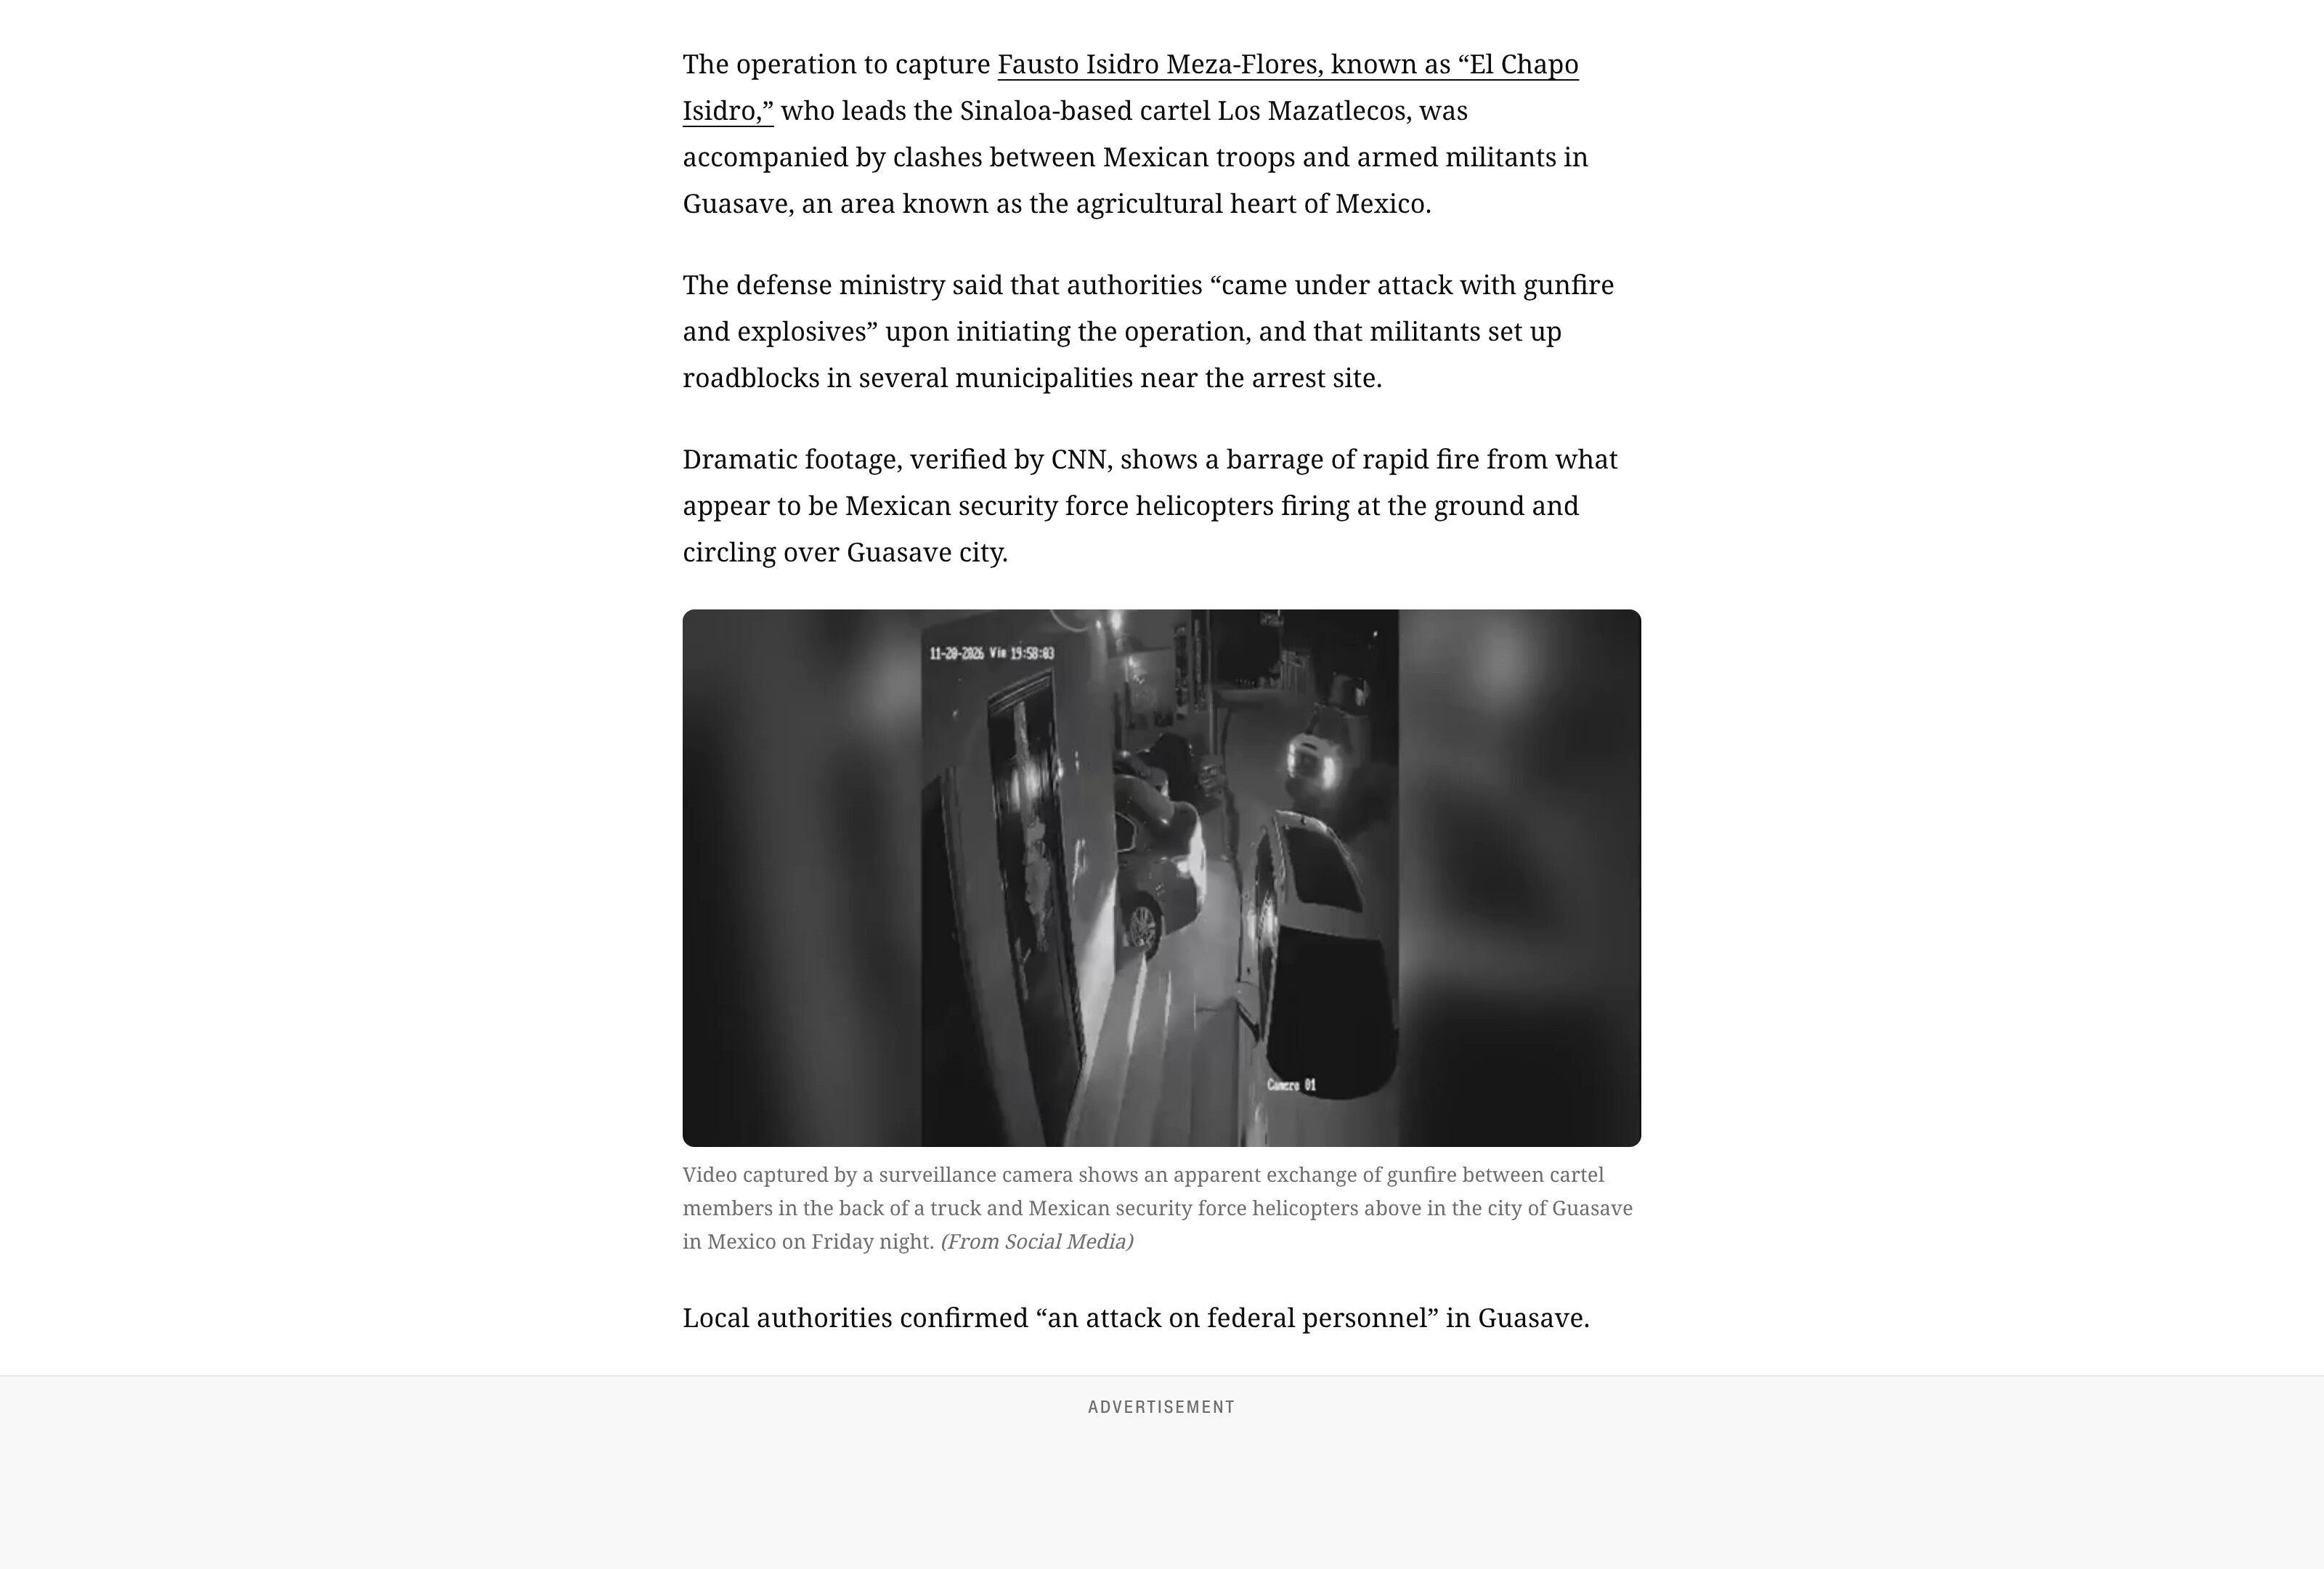 The operation to capture Fausto Isidro Meza-Flores, known as “El Chapo
Isidro,” who leads the Sinaloa-based cartel Los Mazatlecos, was
accompanied by clashes between Mexican troops and armed militants in
Guasave, an area known as the agricultural heart of Mexico.
The defense ministry said that authorities “came under attack with gunfire
and explosives” upon initiating the operation, and that militants set up
roadblocks in several municipalities near the arrest site.
Dramatic footage, verified by CNN, shows a barrage of rapid fire from what
appear to be Mexican security force helicopters firing at the ground and
circling over Guasave city.
11-20-2026 Vie 19:58:03
Camera 01
Video captured by a surveillance camera shows an apparent exchange of gunfire between cartel
members in the back of a truck and Mexican security force helicopters above in the city of Guasave
in Mexico on Friday night. (From Social Media)
Local authorities confirmed “an attack on federal personnel” in Guasave.
ADVERTISEMENT